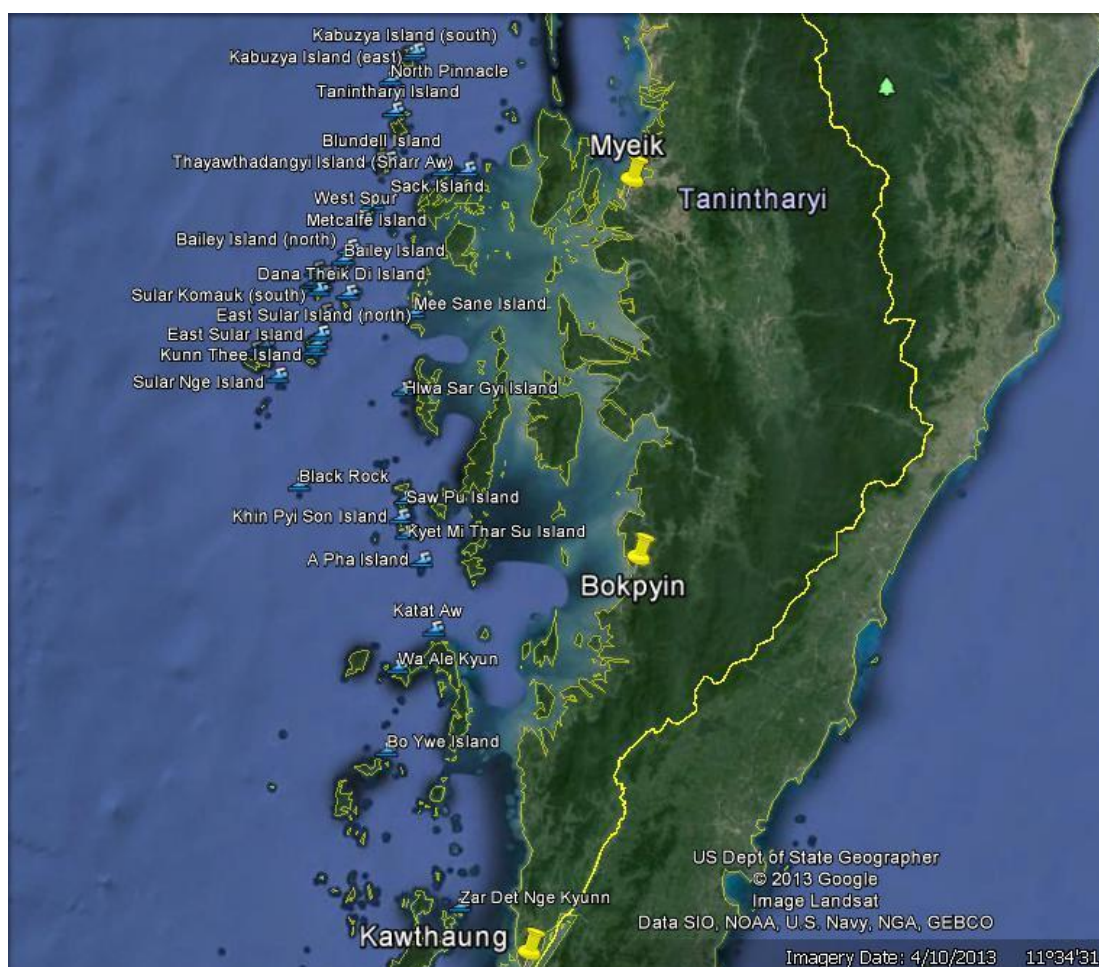 Kabuzya Island (south)
Kabuzya Island (east)
North Pinnacle
Tanintharyi Island
Blundell Island
Myeik
Thayawthadangyi Island (Sharr Aw)
Sack Island
Tanintharyi
West Spur
Metcalfe Island
Bailey Island (north)
Bailey Island
Dana Theik Di Island
Sular Komauk (south)
Mee Sane Island
East Sular Island (north)
East Sular Island
Kunn Thee Island
Sular Nge Island
Hlwa Sar Gyi Island
Black Rock
Saw Pu Island
Khin Pyi Son Island
Kyet Mi Thar Su Island
A Pha Island
Bokpyin
Katat Aw
Wa Ale Kyun
Bo Ywe Island
US Dept of State Geographer
© 2013 Google
Image Landsat
Data SIO, NOAA, U.S. Navy, NGA, GEBCO
Zar Det Nge Kyunn
Kawthaung
Imagery Date: 4/10/2013 11°34'31